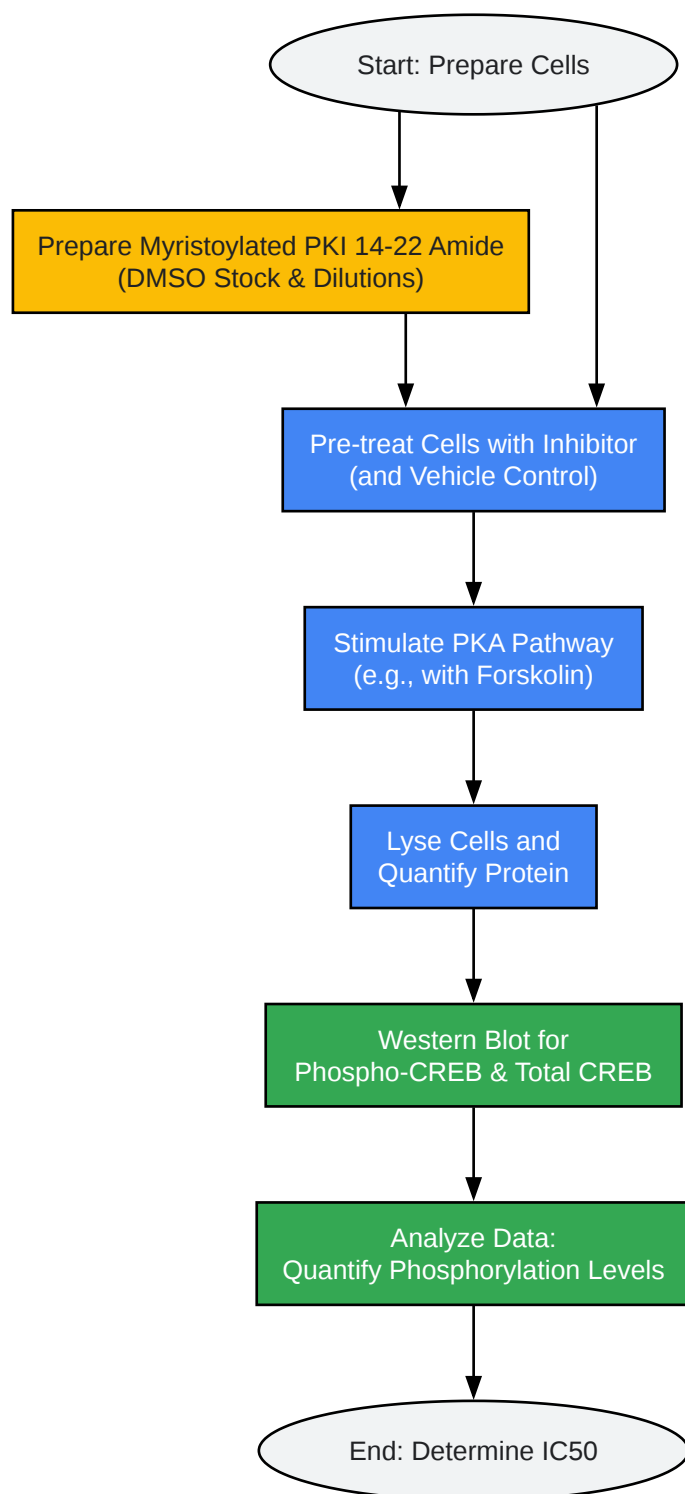 Start: Prepare Cells
Prepare Myristoylated PKI 14-22 Amide
(DMSO Stock & Dilutions)
Pre-treat Cells with Inhibitor
(and Vehicle Control)
Stimulate PKA Pathway
(e.g., with Forskolin)
Lyse Cells and
Quantify Protein
Western Blot for
Phospho-CREB & Total CREB
Analyze Data:
Quantify Phosphorylation Levels
End: Determine IC50